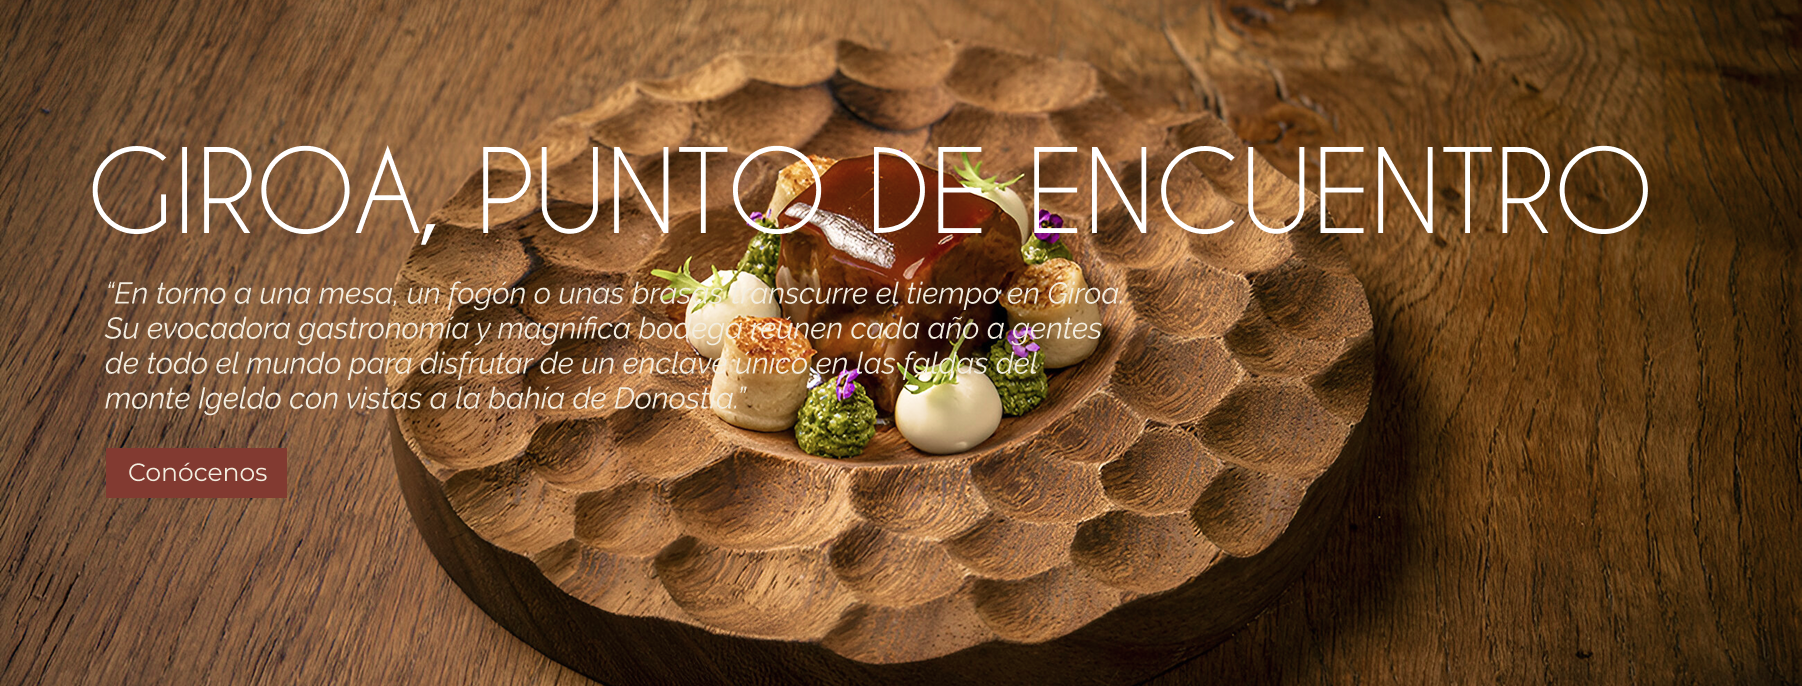 GIROA, PUNTO DE ENCUENTRO
“En torno a una mesa, un fogón o unas brasas transcurre el tiempo en Giroa.
Su evocadora gastronomía y magnífica bodega reúnen cada año a gentes
de todo el mundo para disfrutar de un enclave único en las faldas del
monte Igeldo con vistas a la bahía de Donostia.”
Conócenos